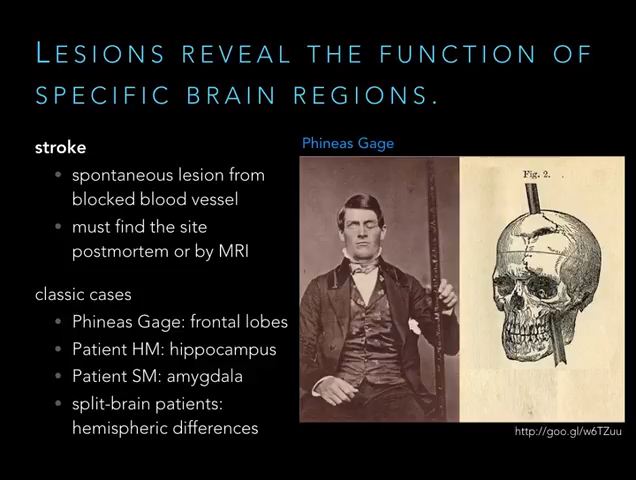 LESIONS REVEAL THE FUNCTION OF
SPECIFIC BRAIN REGIONS.
stroke
• spontaneous lesion from
blocked blood vessel
• must find the site
postmortem or by MRI
classic cases
• Phineas Gage: frontal lobes
• Patient HM: hippocampus
• Patient SM: amygdala
• split-brain patients:
hemispheric differences
Phineas Gage
Fig. 2.
http://goo.gl/w6TZuu